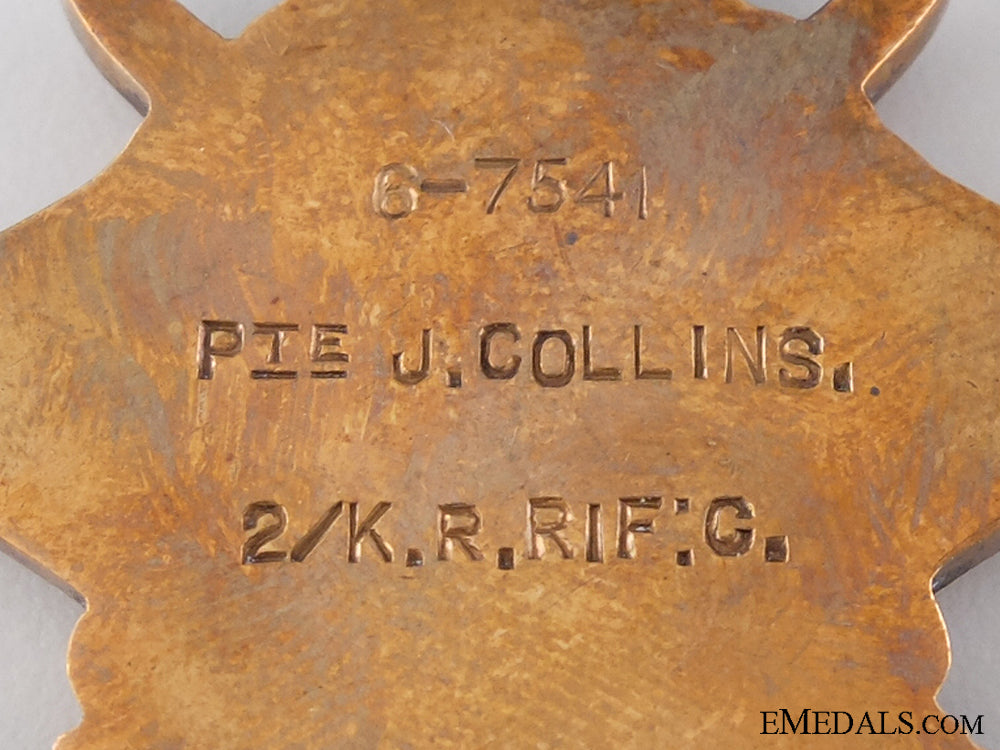 6-7541
PTE J. COLLINS.
2/K.R.RIF:C.
EMEDALS.COM